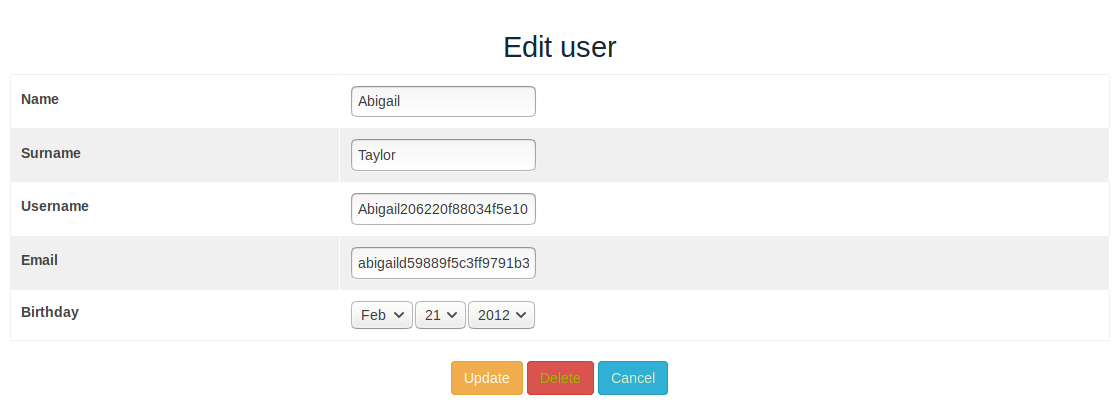 Edit user
Name Abigail
Surname Taylor
Username Abigail206220f88034f5e10
Email abigaild59889f5c3ff9791b3
Birthday Feb 21 2012
Update Delete Cancel